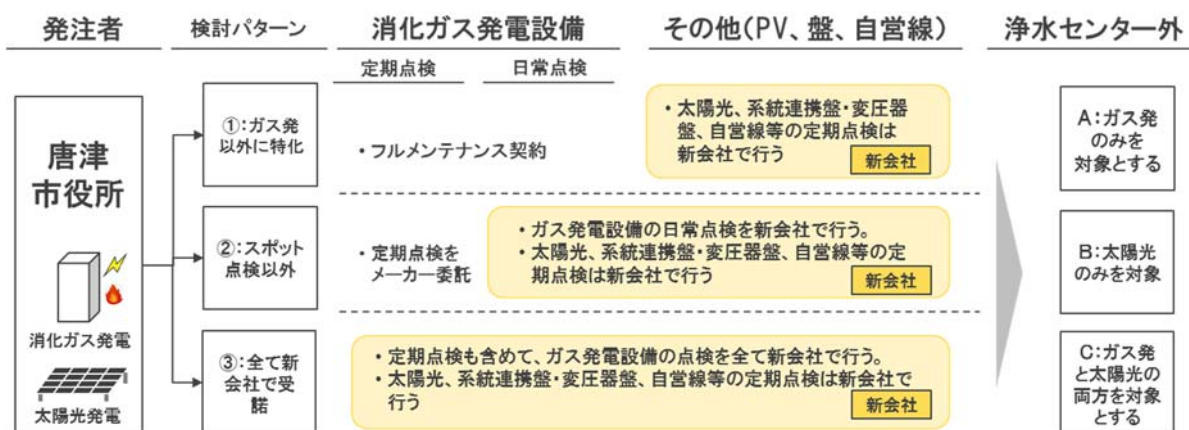 発注者
検討パターン
消化ガス発電設備
その他(PV、盤、自営線)
浄水センター外
定期点検
日常点検
唐津
市役所
消化ガス発電
太陽光発電
①:ガス発
以外に特化
・フルメンテナンス契約
・太陽光、系統連携盤・変圧器
盤、自営線等の定期点検は
新会社で行う
新会社
②:スポット
点検以外
・定期点検を
メーカー委託
・ガス発電設備の日常点検を新会社で行う。
・太陽光、系統連携盤・変圧器盤、自営線等の定
期点検は新会社で行う
新会社
③:全て新
会社で受
諾
・定期点検も含めて、ガス発電設備の点検を全て新会社で行う。
・太陽光、系統連携盤・変圧器盤、自営線等の定期点検は新会社で
行う
新会社
A:ガス発
のみを
対象とする
B:太陽光
のみを対象
C:ガス発
と太陽光の
両方を対象
とする